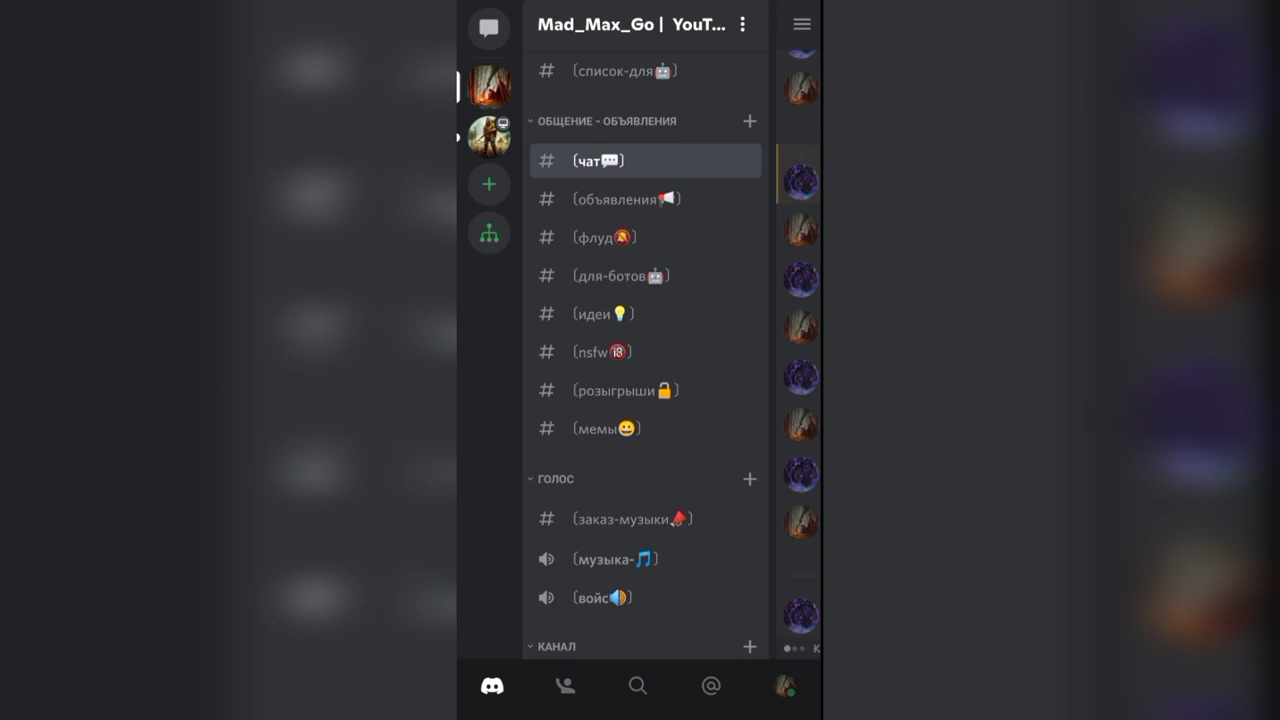 Mad_Max_Go | YouT...
# 〔список-для🤖〕
ОБЩЕНИЕ - ОБЪЯВЛЕНИЯ
# 〔чат💬〕
# 〔объявления📢〕
# 〔флуд🔕〕
# 〔для-ботов🤖〕
# 〔идеи💡〕
# 〔nsfw🔞〕
# 〔розыгрыши🔓〕
# 〔мемы😀〕
ГОЛОС
# 〔заказ-музыки📣〕
〔музыка-🎵〕
〔войс🔊〕
КАНАЛ